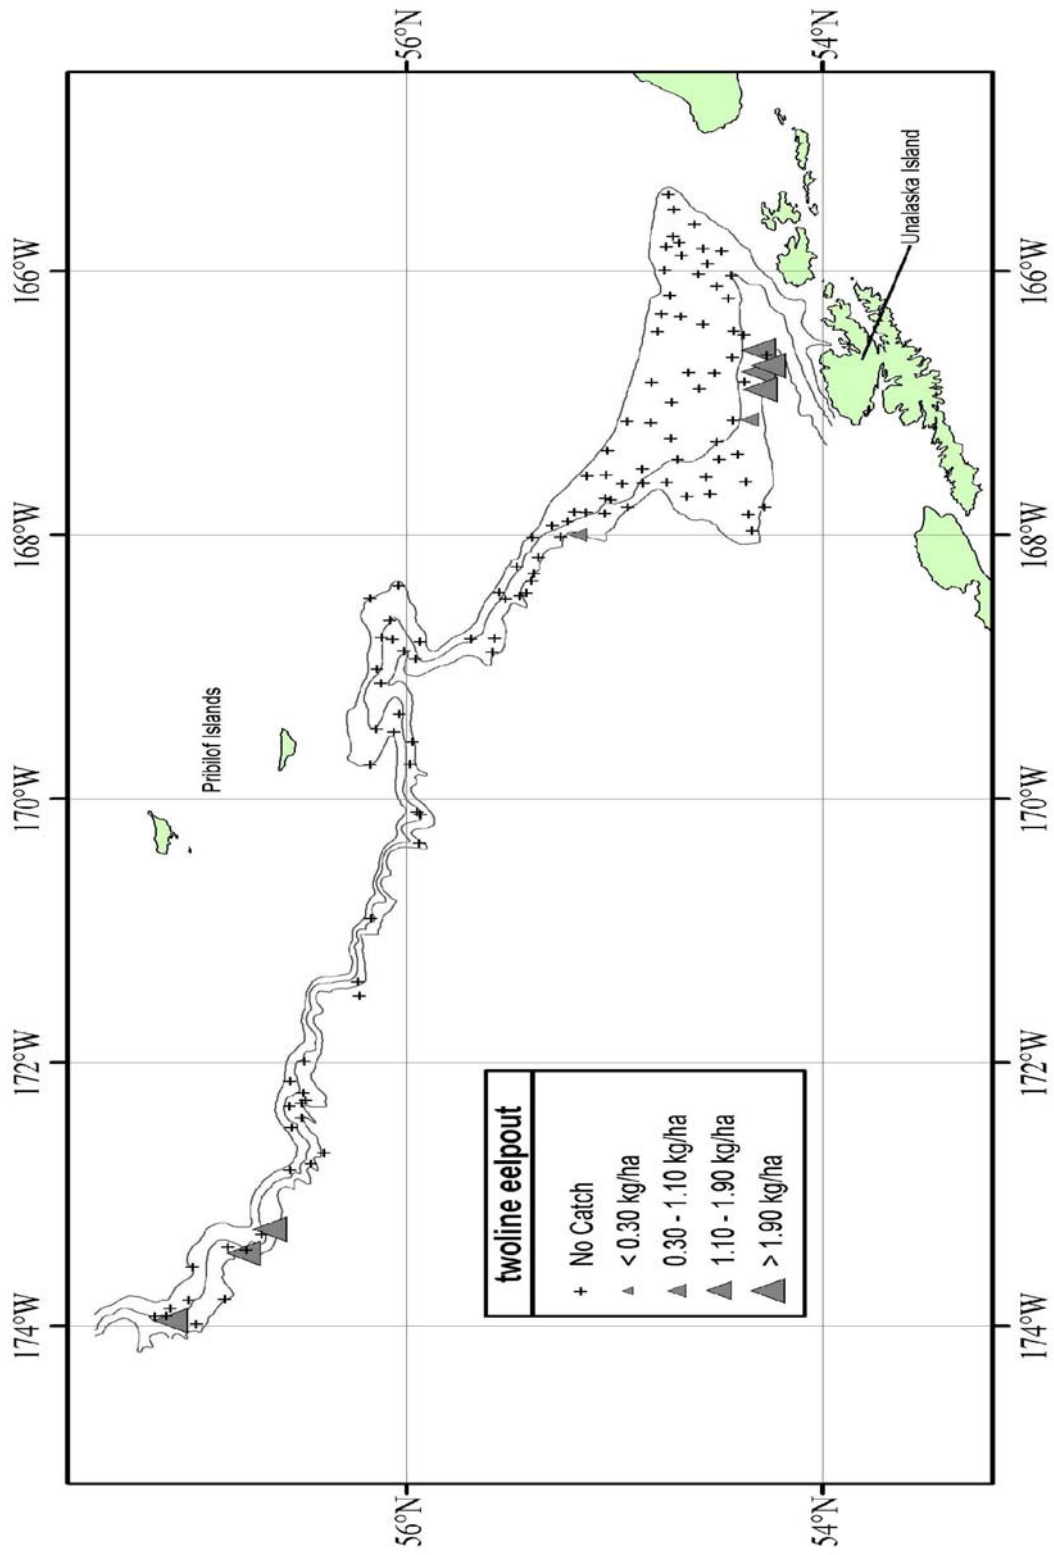 174°W
172°W
170°W
168°W
166°W
56°N
56°N
54°N
54°N
Pribilof Islands
Unalaska Island
twoline eelpout
No Catch
< 0.30 kg/ha
0.30 - 1.10 kg/ha
1.10 - 1.90 kg/ha
> 1.90 kg/ha
174°W
172°W
170°W
168°W
166°W